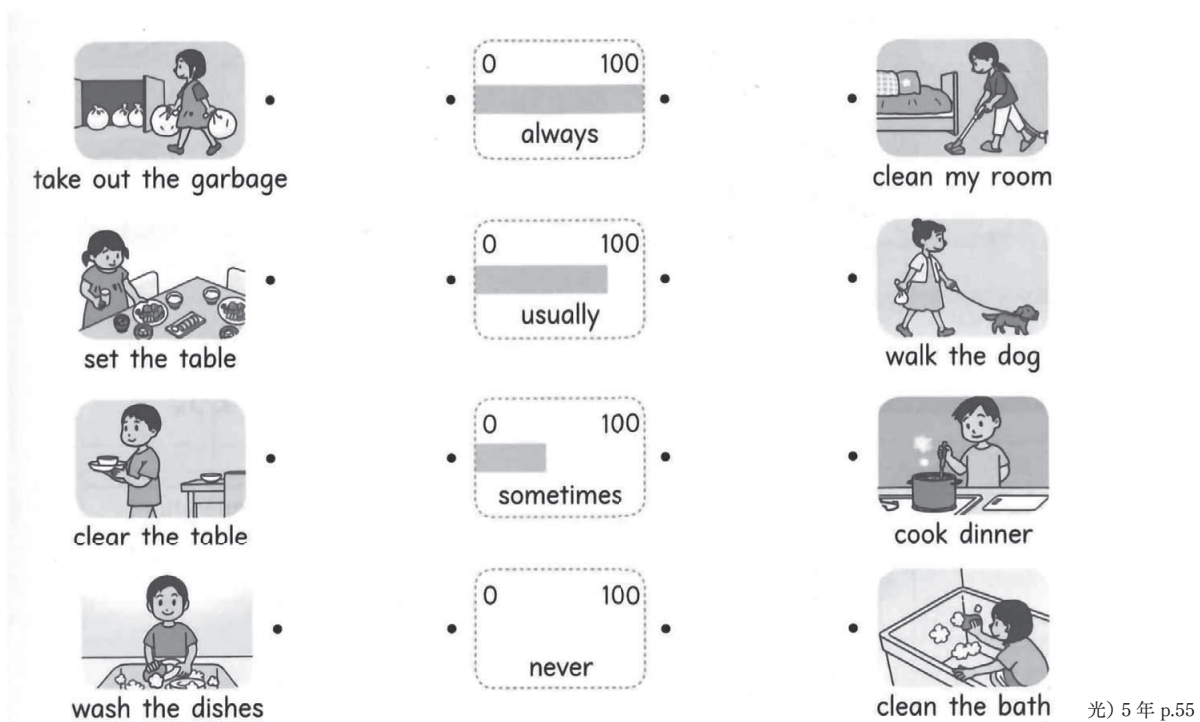 0 100
always
take out the garbage
clean my room
0 100
usually
set the table
walk the dog
0 100
sometimes
clear the table
cook dinner
0 100
never
wash the dishes
clean the bath
光) 5 年 p.55